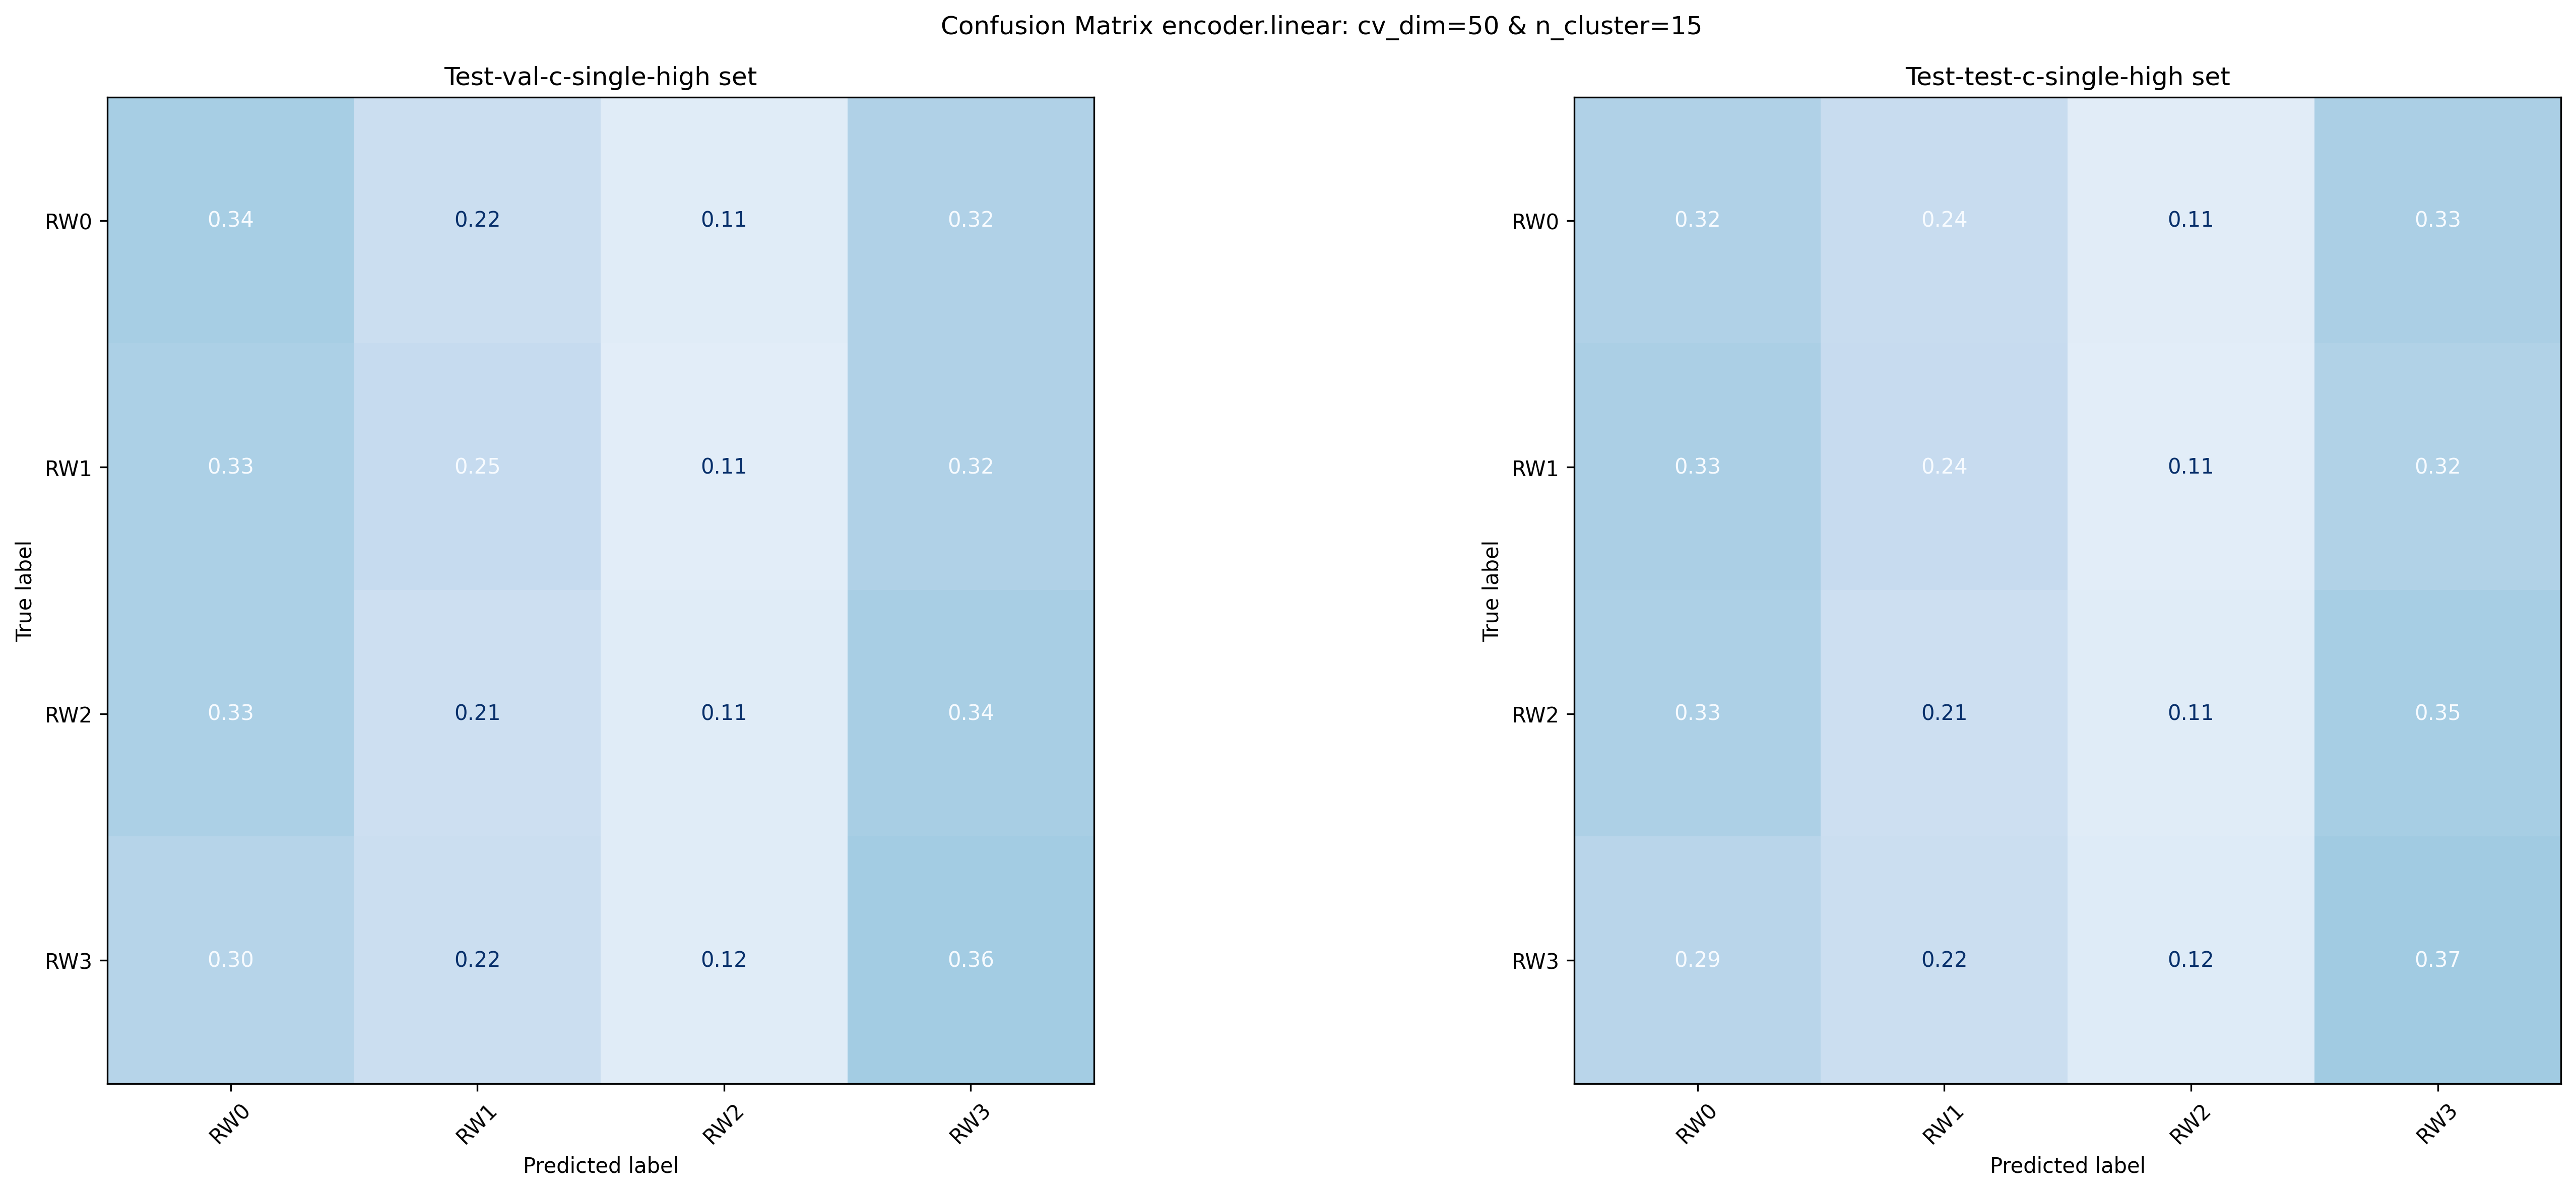 Confusion Matrix encoder.linear: cv_dim=50 & n_cluster=15
Test-val-c-single-high set
True label
RW0 0.34 0.22 0.11 0.32
RW1 0.33 0.25 0.11 0.32
RW2 0.33 0.21 0.11 0.34
RW3 0.30 0.22 0.12 0.36
RW0 RW1 RW2 RW3
Predicted label
Test-test-c-single-high set
True label
RW0 0.32 0.24 0.11 0.33
RW1 0.33 0.24 0.11 0.32
RW2 0.33 0.21 0.11 0.35
RW3 0.29 0.22 0.12 0.37
RW0 RW1 RW2 RW3
Predicted label